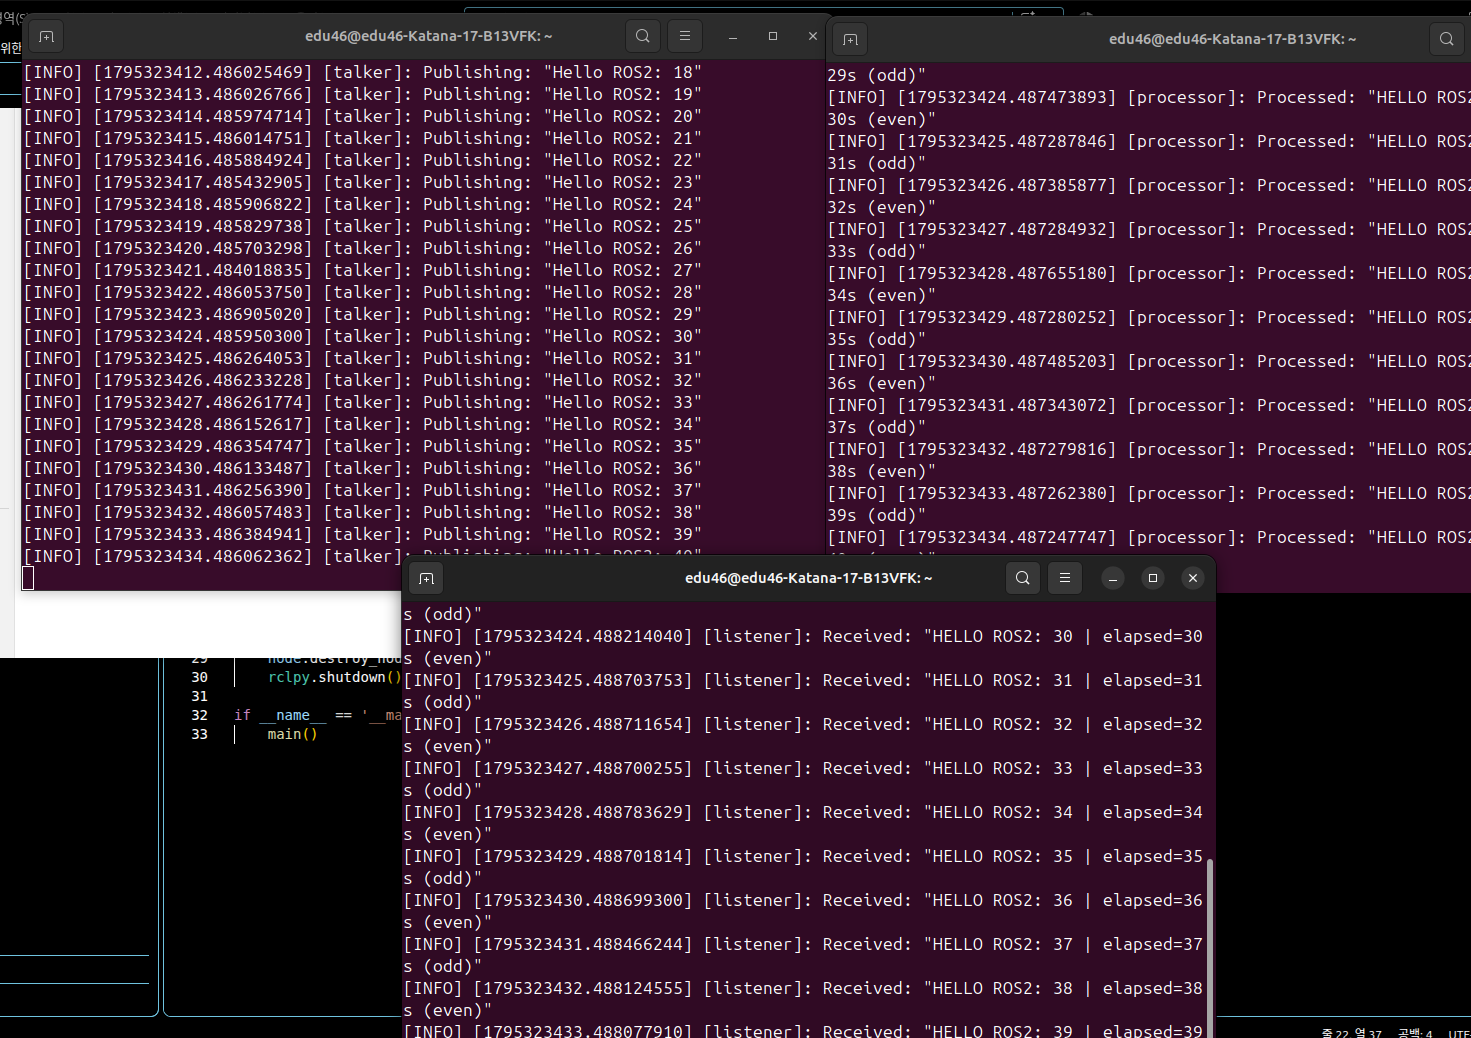 위한
edu46@edu46-Katana-17-B13VFK: ~
[INFO] [1795323412.486025469] [talker]: Publishing: "Hello ROS2: 18"
[INFO] [1795323413.486026766] [talker]: Publishing: "Hello ROS2: 19"
[INFO] [1795323414.485974714] [talker]: Publishing: "Hello ROS2: 20"
[INFO] [1795323415.486014751] [talker]: Publishing: "Hello ROS2: 21"
[INFO] [1795323416.485884924] [talker]: Publishing: "Hello ROS2: 22"
[INFO] [1795323417.485432905] [talker]: Publishing: "Hello ROS2: 23"
[INFO] [1795323418.485906822] [talker]: Publishing: "Hello ROS2: 24"
[INFO] [1795323419.485829738] [talker]: Publishing: "Hello ROS2: 25"
[INFO] [1795323420.485703298] [talker]: Publishing: "Hello ROS2: 26"
[INFO] [1795323421.484018835] [talker]: Publishing: "Hello ROS2: 27"
[INFO] [1795323422.486053750] [talker]: Publishing: "Hello ROS2: 28"
[INFO] [1795323423.486905020] [talker]: Publishing: "Hello ROS2: 29"
[INFO] [1795323424.485950300] [talker]: Publishing: "Hello ROS2: 30"
[INFO] [1795323425.486264053] [talker]: Publishing: "Hello ROS2: 31"
[INFO] [1795323426.486233228] [talker]: Publishing: "Hello ROS2: 32"
[INFO] [1795323427.486261774] [talker]: Publishing: "Hello ROS2: 33"
[INFO] [1795323428.486152617] [talker]: Publishing: "Hello ROS2: 34"
[INFO] [1795323429.486354747] [talker]: Publishing: "Hello ROS2: 35"
[INFO] [1795323430.486133487] [talker]: Publishing: "Hello ROS2: 36"
[INFO] [1795323431.486256390] [talker]: Publishing: "Hello ROS2: 37"
[INFO] [1795323432.486057483] [talker]: Publishing: "Hello ROS2: 38"
[INFO] [1795323433.486384941] [talker]: Publishing: "Hello ROS2: 39"
[INFO] [1795323434.486062362] [talker]: Publishing: "Hello ROS2: 40"
edu46@edu46-Katana-17-B13VFK: ~
29s (odd)"
[INFO] [1795323424.487473893] [processor]: Processed: "HELLO ROS2
30s (even)"
[INFO] [1795323425.487287846] [processor]: Processed: "HELLO ROS2
31s (odd)"
[INFO] [1795323426.487385877] [processor]: Processed: "HELLO ROS2
32s (even)"
[INFO] [1795323427.487284932] [processor]: Processed: "HELLO ROS2
33s (odd)"
[INFO] [1795323428.487655180] [processor]: Processed: "HELLO ROS2
34s (even)"
[INFO] [1795323429.487280252] [processor]: Processed: "HELLO ROS2
35s (odd)"
[INFO] [1795323430.487485203] [processor]: Processed: "HELLO ROS2
36s (even)"
[INFO] [1795323431.487343072] [processor]: Processed: "HELLO ROS2
37s (odd)"
[INFO] [1795323432.487279816] [processor]: Processed: "HELLO ROS2
38s (even)"
[INFO] [1795323433.487262380] [processor]: Processed: "HELLO ROS2
39s (odd)"
[INFO] [1795323434.487247747] [processor]: Processed: "HELLO ROS2
edu46@edu46-Katana-17-B13VFK: ~
s (odd)"
[INFO] [1795323424.488214040] [listener]: Received: "HELLO ROS2: 30 | elapsed=30
s (even)"
[INFO] [1795323425.488703753] [listener]: Received: "HELLO ROS2: 31 | elapsed=31
s (odd)"
[INFO] [1795323426.488711654] [listener]: Received: "HELLO ROS2: 32 | elapsed=32
s (even)"
[INFO] [1795323427.488700255] [listener]: Received: "HELLO ROS2: 33 | elapsed=33
s (odd)"
[INFO] [1795323428.488783629] [listener]: Received: "HELLO ROS2: 34 | elapsed=34
s (even)"
[INFO] [1795323429.488701814] [listener]: Received: "HELLO ROS2: 35 | elapsed=35
s (odd)"
[INFO] [1795323430.488699300] [listener]: Received: "HELLO ROS2: 36 | elapsed=36
s (even)"
[INFO] [1795323431.488466244] [listener]: Received: "HELLO ROS2: 37 | elapsed=37
s (odd)"
[INFO] [1795323432.488124555] [listener]: Received: "HELLO ROS2: 38 | elapsed=38
s (even)"
[INFO] [1795323433.488077910] [listener]: Received: "HELLO ROS2: 39 | elapsed=39
29 node.destroy_nod
30 rclpy.shutdown()
31
32 if __name__ == '__ma
33 main()
줄 22, 열 37 공백: 4 UTF-